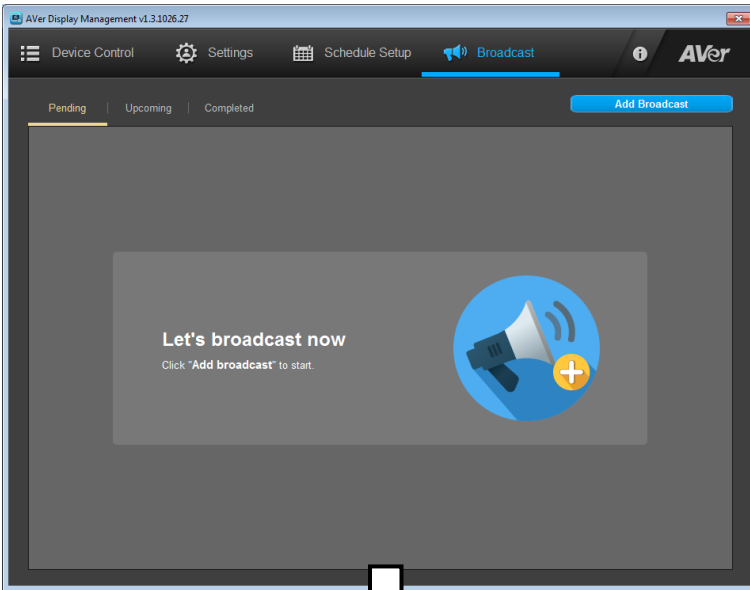 AVer Display Management v1.3.1026.27
Device Control Settings Schedule Setup Broadcast AVer
Pending Upcoming Completed Add Broadcast
Let's broadcast now
Click "Add broadcast" to start.